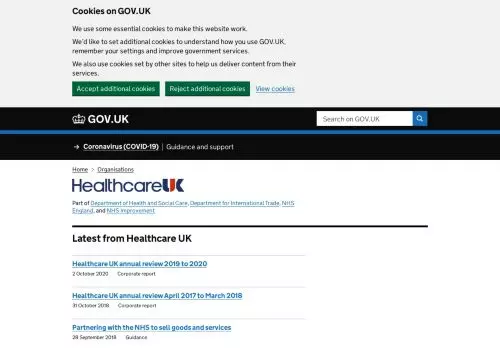 Cookies on GOV.UK
We use some essential cookies to make this website work.
We'd like to set additional cookies to understand how you use GOV.UK,
remember your settings and improve government services.
We also use cookies set by other sites to help us deliver content from their
services.
Accept additional cookies Reject additional cookies View cookies
GOV.UK Search on GOV.UK
→ Coronavirus (COVID-19) Guidance and support
Home > Organisations
HealthcareUK
Part of Department of Health and Social Care, Department for International Trade, NHS
England, and NHS Improvement
Latest from Healthcare UK
Healthcare UK annual review 2019 to 2020
2 October 2020 Corporate report
Healthcare UK annual review April 2017 to March 2018
31 October 2018 Corporate report
Partnering with the NHS to sell goods and services
28 September 2018 Guidance